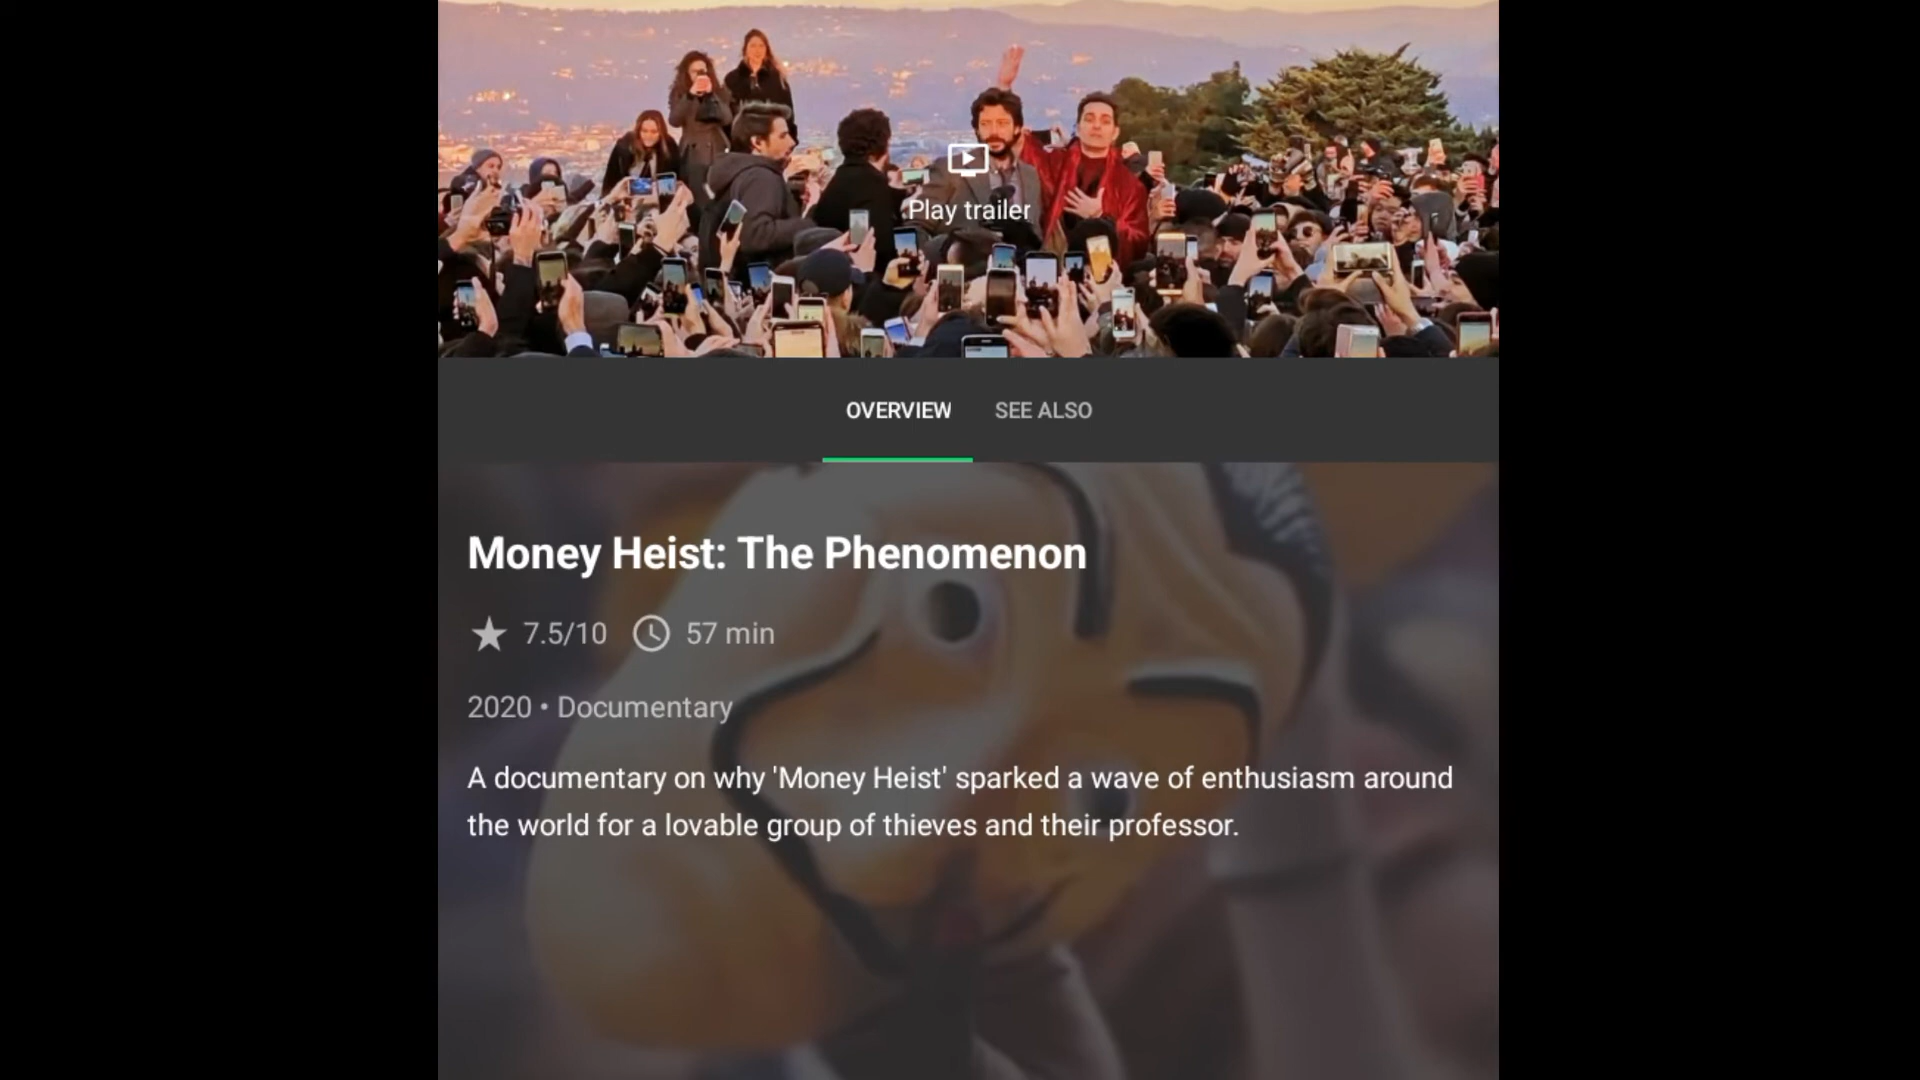 Play trailer
OVERVIEW SEE ALSO
Money Heist: The Phenomenon
7.5/10 57 min
2020 • Documentary
A documentary on why 'Money Heist' sparked a wave of enthusiasm around
the world for a lovable group of thieves and their professor.